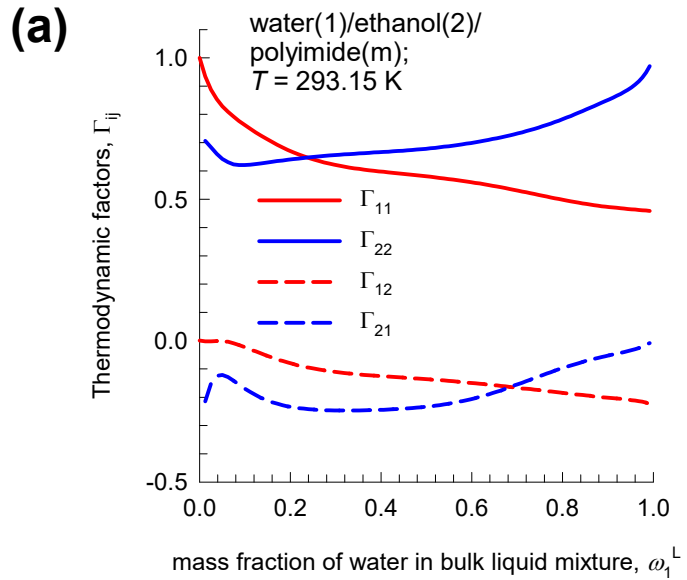 (a)
water(1)/ethanol(2)/
polyimide(m);
T = 293.15 K
1.0
0.5
0.0
-0.5
Thermodynamic factors, Γij
Γ11
Γ22
Γ12
Γ21
0.0 0.2 0.4 0.6 0.8 1.0
mass fraction of water in bulk liquid mixture, ω1L